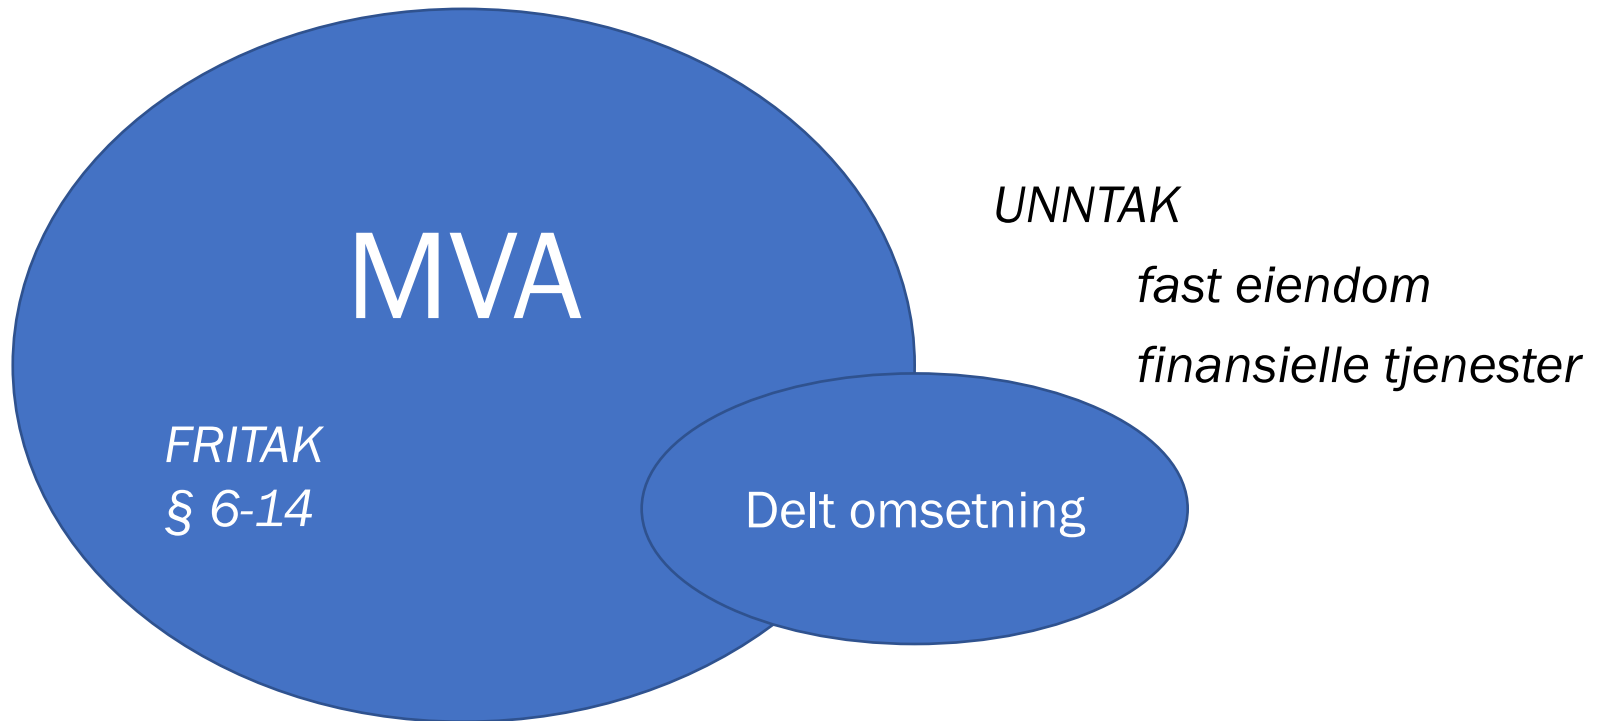 MVA
FRITAK
§ 6-14
Delt omsetning
UNNTAK
fast eiendom
finansielle tjenester